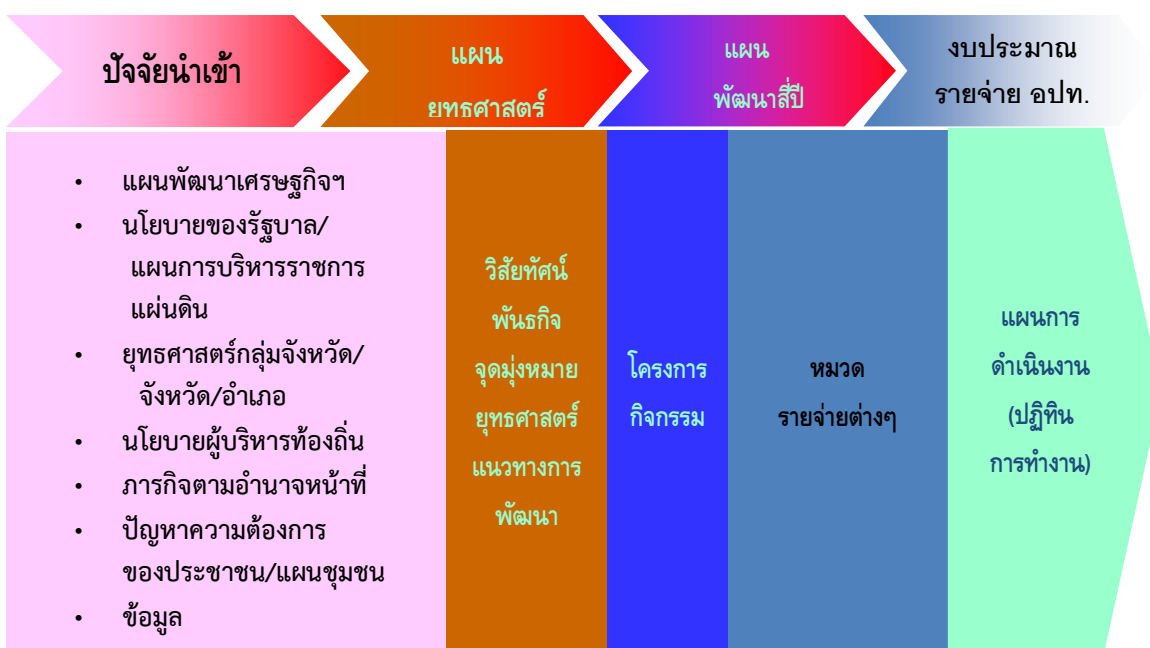 ปัจจัยนำเข้า
แผน
ยุทธศาสตร์
แผน
พัฒนาสี่ปี
งบประมาณ
รายจ่าย อปท.
• แผนพัฒนาเศรษฐกิจฯ
• นโยบายของรัฐบาล/
แผนการบริหารราชการ
แผ่นดิน
• ยุทธศาสตร์กลุ่มจังหวัด/
จังหวัด/อำเภอ
• นโยบายผู้บริหารท้องถิ่น
• ภารกิจตามอำนาจหน้าที่
• ปัญหาความต้องการ
ของประชาชน/แผนชุมชน
• ข้อมูล
วิสัยทัศน์
พันธกิจ
จุดมุ่งหมาย
ยุทธศาสตร์
แนวทางการ
พัฒนา
โครงการ
กิจกรรม
หมวด
รายจ่ายต่างๆ
แผนการ
ดำเนินงาน
(ปฏิทิน
การทำงาน)